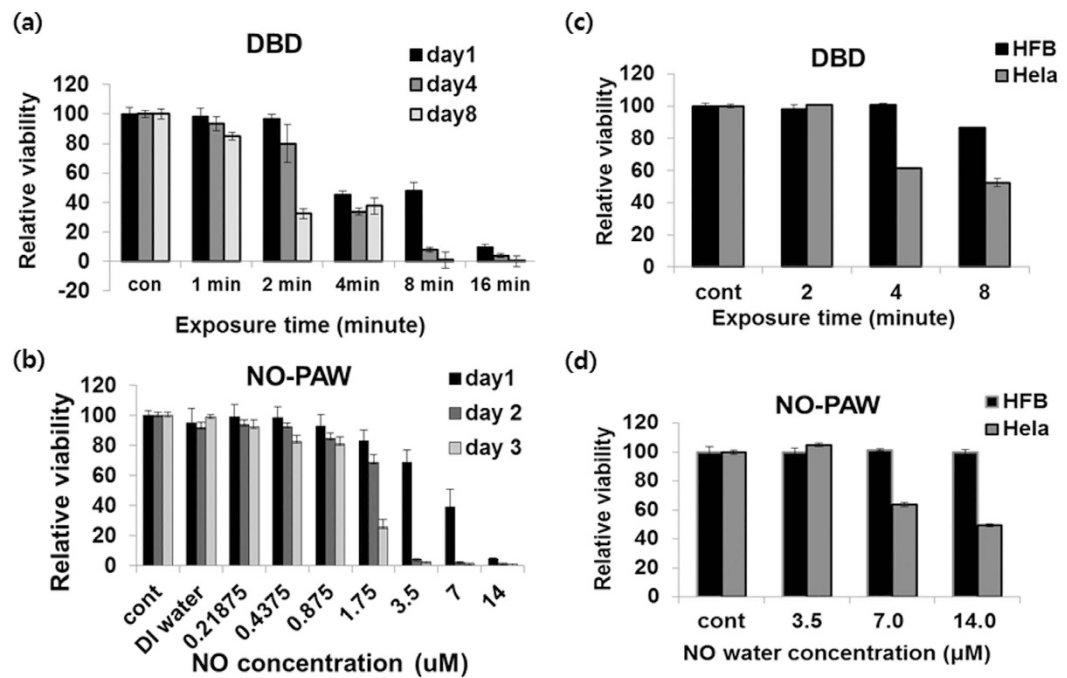 (a)
DBD
day1
day4
day8
Relative viability
120
100
80
60
40
20
0
-20
con 1 min 2 min 4min 8 min 16 min
Exposure time (minute)
(c)
DBD
HFB
Hela
Relative viability
120
100
80
60
40
20
0
cont 2 4 8
Exposure time (minute)
(b)
NO-PAW
day1
day 2
day 3
Relative viability
120
100
80
60
40
20
0
cont DI water 0.21875 0.4375 0.875 1.75 3.5 7 14
NO concentration (uM)
(d)
NO-PAW
HFB
Hela
Relative viability
120
100
80
60
40
20
0
cont 3.5 7.0 14.0
NO water concentration (μM)